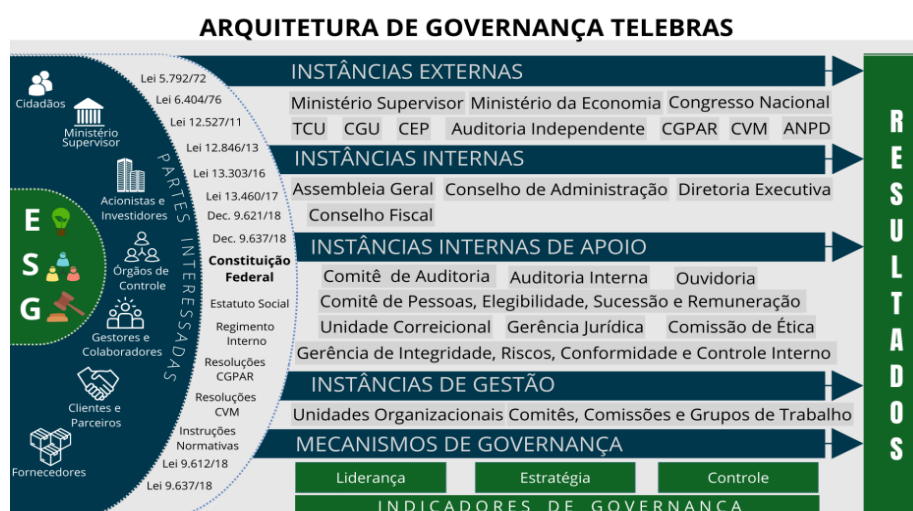 ARQUITETURA DE GOVERNANÇA TELEBRAS
Cidadãos
Ministério
Supervisor
Acionistas e
Investidores
Órgãos de
Controle
Gestores e
Colaboradores
Clientes e
Parceiros
Fornecedores
E
S
G
PARTES INTERESSADAS
Lei 5.792/72
Lei 6.404/76
Lei 12.527/11
Lei 12.846/13
Lei 13.303/16
Lei 13.460/17
Dec. 9.621/18
Dec. 9.637/18
Constituição
Federal
Estatuto Social
Regimento
Interno
Resoluções
CGPAR
Resoluções
CVM
Instruções
Normativas
Lei 9.612/18
Lei 9.637/18
INSTÂNCIAS EXTERNAS
Ministério Supervisor Ministério da Economia Congresso Nacional
TCU CGU CEP Auditoria Independente CGPAR CVM ANPD
INSTÂNCIAS INTERNAS
Assembleia Geral Conselho de Administração Diretoria Executiva
Conselho Fiscal
INSTÂNCIAS INTERNAS DE APOIO
Comitê de Auditoria Auditoria Interna Ouvidoria
Comitê de Pessoas, Elegibilidade, Sucessão e Remuneração
Unidade Correicional Gerência Jurídica Comissão de Ética
Gerência de Integridade, Riscos, Conformidade e Controle Interno
INSTÂNCIAS DE GESTÃO
Unidades Organizacionais Comitês, Comissões e Grupos de Trabalho
MECANISMOS DE GOVERNANÇA
Liderança Estratégia Controle
INDICADORES DE GOVERNANÇA
RESULTADOS